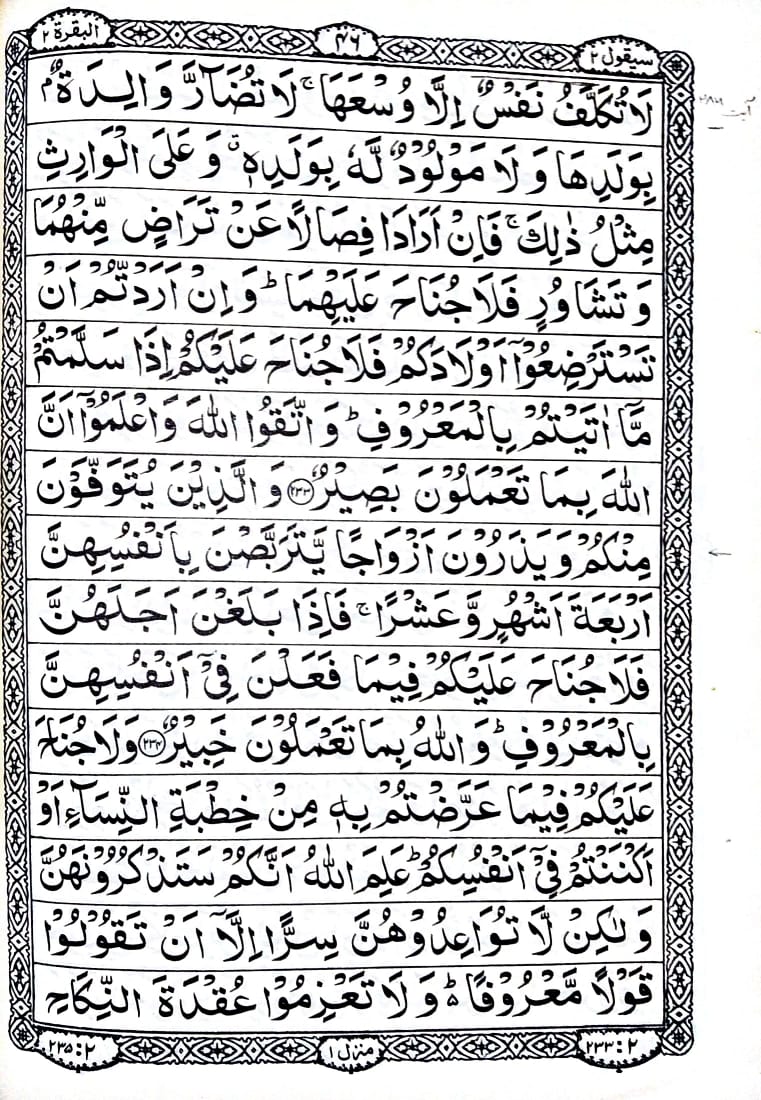 سيقول ٢ ٤٦ البقرة ٢
لَا تُكَلَّفُ نَفْسٌ اِلَّا وُسْعَهَا ۚ لَا تُضَآرَّ وَالِدَةٌۢ
بِوَلَدِهَا وَلَا مَوْلُوْدٌ لَّهٗ بِوَلَدِهٖ ۗ وَعَلَى الْوَارِثِ
مِثْلُ ذٰلِكَ ۚ فَاِنْ اَرَادَا فِصَالًا عَنْ تَرَاضٍ مِّنْهُمَا
وَتَشَاوُرٍ فَلَا جُنَاحَ عَلَيْهِمَا ؕ وَاِنْ اَرَدْتُّمْ اَنْ
تَسْتَرْضِعُوْۤا اَوْلَادَكُمْ فَلَا جُنَاحَ عَلَيْكُمْ اِذَا سَلَّمْتُمْ
مَّاۤ اٰتَيْتُمْ بِالْمَعْرُوْفِ ؕ وَاتَّقُوا اللّٰهَ وَاعْلَمُوْۤا اَنَّ
اللّٰهَ بِمَا تَعْمَلُوْنَ بَصِيْرٌ ﴿٢٣٣﴾ وَالَّذِيْنَ يُتَوَفَّوْنَ
مِنْكُمْ وَيَذَرُوْنَ اَزْوَاجًا يَّتَرَبَّصْنَ بِاَنْفُسِهِنَّ
اَرْبَعَةَ اَشْهُرٍ وَّعَشْرًا ۚ فَاِذَا بَلَغْنَ اَجَلَهُنَّ
فَلَا جُنَاحَ عَلَيْكُمْ فِيْمَا فَعَلْنَ فِيْۤ اَنْفُسِهِنَّ
بِالْمَعْرُوْفِ ؕ وَاللّٰهُ بِمَا تَعْمَلُوْنَ خَبِيْرٌ ﴿٢٣٤﴾ وَلَا جُنَاحَ
عَلَيْكُمْ فِيْمَا عَرَّضْتُمْ بِهٖ مِنْ خِطْبَةِ النِّسَآءِ اَوْ
اَكْنَنْتُمْ فِيْۤ اَنْفُسِكُمْ ؕ عَلِمَ اللّٰهُ اَنَّكُمْ سَتَذْكُرُوْنَهُنَّ
وَلٰكِنْ لَّا تُوَاعِدُوْهُنَّ سِرًّا اِلَّاۤ اَنْ تَقُوْلُوْا
قَوْلًا مَّعْرُوْفًا ؕ وَلَا تَعْزِمُوْا عُقْدَةَ النِّكَاحِ
٢٣٣:٢ منزل ١ ٢٣٥:٢